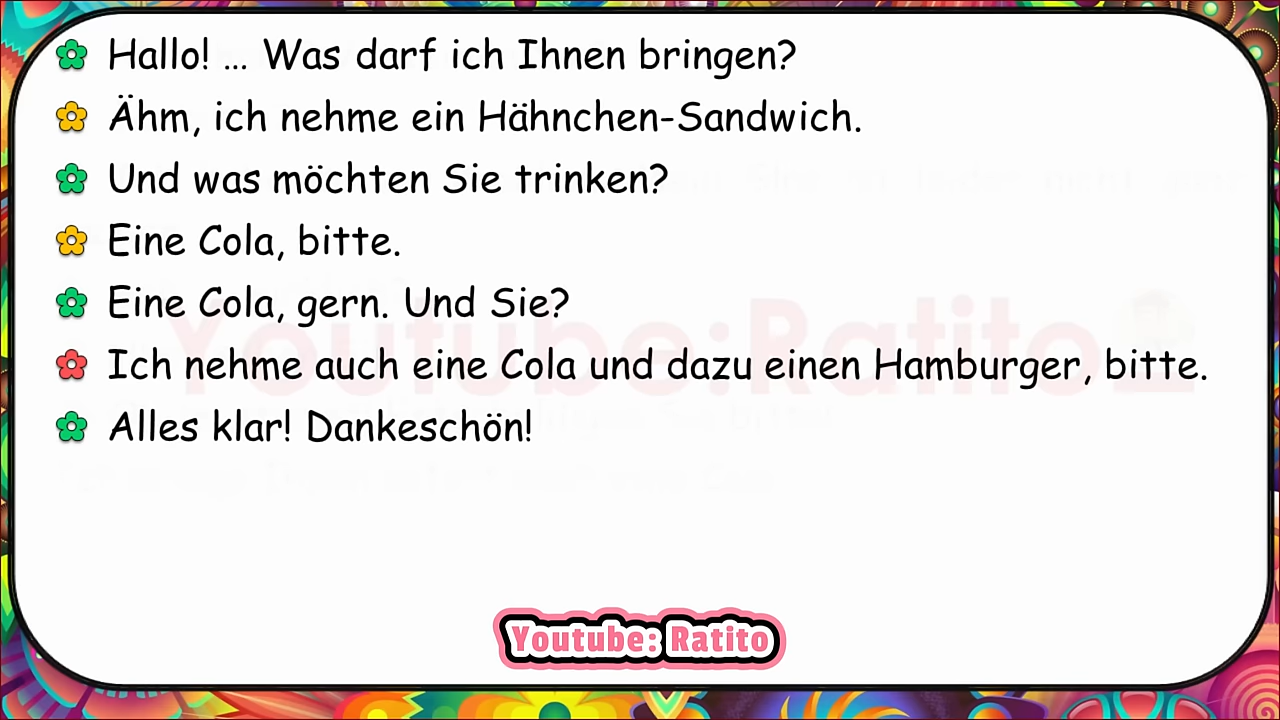 Hallo! ... Was darf ich Ihnen bringen?
Ähm, ich nehme ein Hähnchen-Sandwich.
Und was möchten Sie trinken?
Eine Cola, bitte.
Eine Cola, gern. Und Sie?
Youtube: Ratito
Ich nehme auch eine Cola und dazu einen Hamburger, bitte.
Alles klar! Dankeschön!
Youtube: Ratito